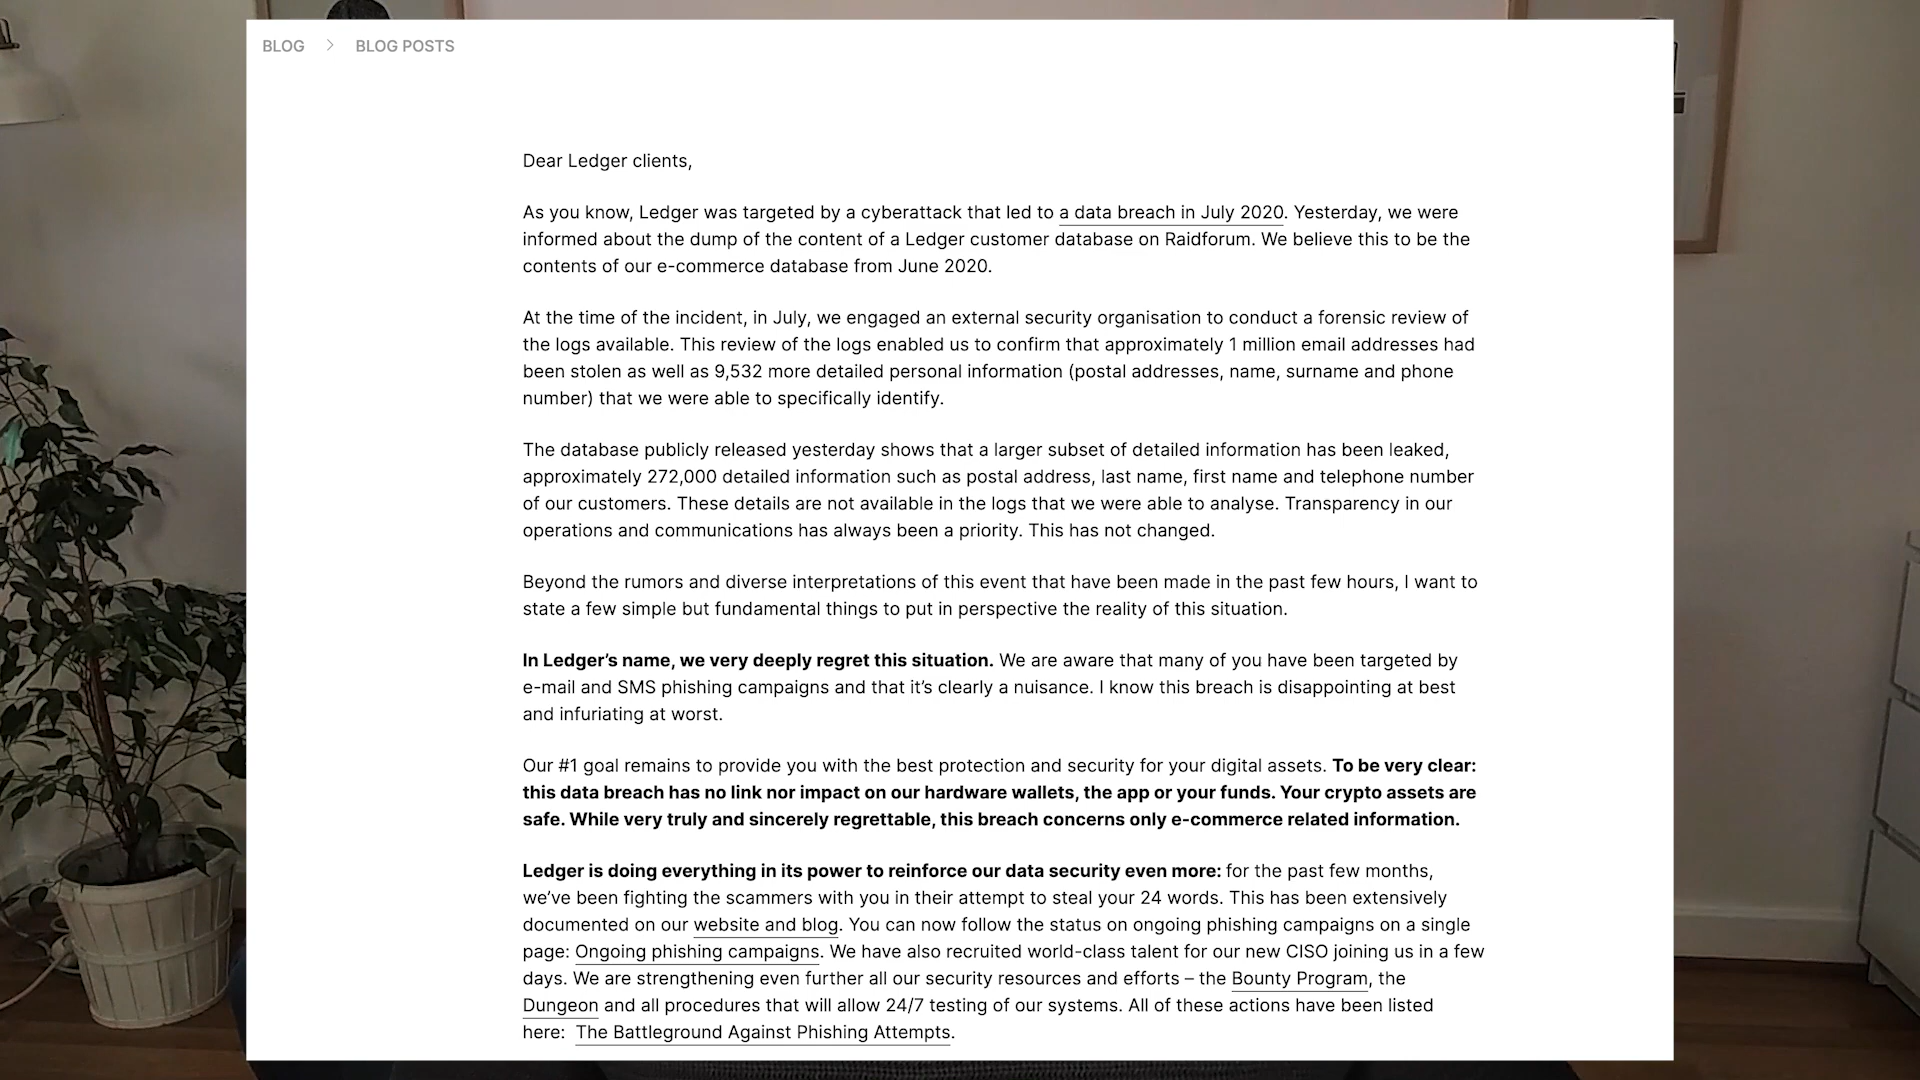 BLOG > BLOG POSTS
Dear Ledger clients,
As you know, Ledger was targeted by a cyberattack that led to a data breach in July 2020. Yesterday, we were
informed about the dump of the content of a Ledger customer database on Raidforum. We believe this to be the
contents of our e-commerce database from June 2020.
At the time of the incident, in July, we engaged an external security organisation to conduct a forensic review of
the logs available. This review of the logs enabled us to confirm that approximately 1 million email addresses had
been stolen as well as 9,532 more detailed personal information (postal addresses, name, surname and phone
number) that we were able to specifically identify.
The database publicly released yesterday shows that a larger subset of detailed information has been leaked,
approximately 272,000 detailed information such as postal address, last name, first name and telephone number
of our customers. These details are not available in the logs that we were able to analyse. Transparency in our
operations and communications has always been a priority. This has not changed.
Beyond the rumors and diverse interpretations of this event that have been made in the past few hours, I want to
state a few simple but fundamental things to put in perspective the reality of this situation.
In Ledger's name, we very deeply regret this situation. We are aware that many of you have been targeted by
e-mail and SMS phishing campaigns and that it's clearly a nuisance. I know this breach is disappointing at best
and infuriating at worst.
Our #1 goal remains to provide you with the best protection and security for your digital assets. To be very clear:
this data breach has no link nor impact on our hardware wallets, the app or your funds. Your crypto assets are
safe. While very truly and sincerely regrettable, this breach concerns only e-commerce related information.
Ledger is doing everything in its power to reinforce our data security even more: for the past few months,
we've been fighting the scammers with you in their attempt to steal your 24 words. This has been extensively
documented on our website and blog. You can now follow the status on ongoing phishing campaigns on a single
page: Ongoing phishing campaigns. We have also recruited world-class talent for our new CISO joining us in a few
days. We are strengthening even further all our security resources and efforts – the Bounty Program, the
Dungeon and all procedures that will allow 24/7 testing of our systems. All of these actions have been listed
here: The Battleground Against Phishing Attempts.